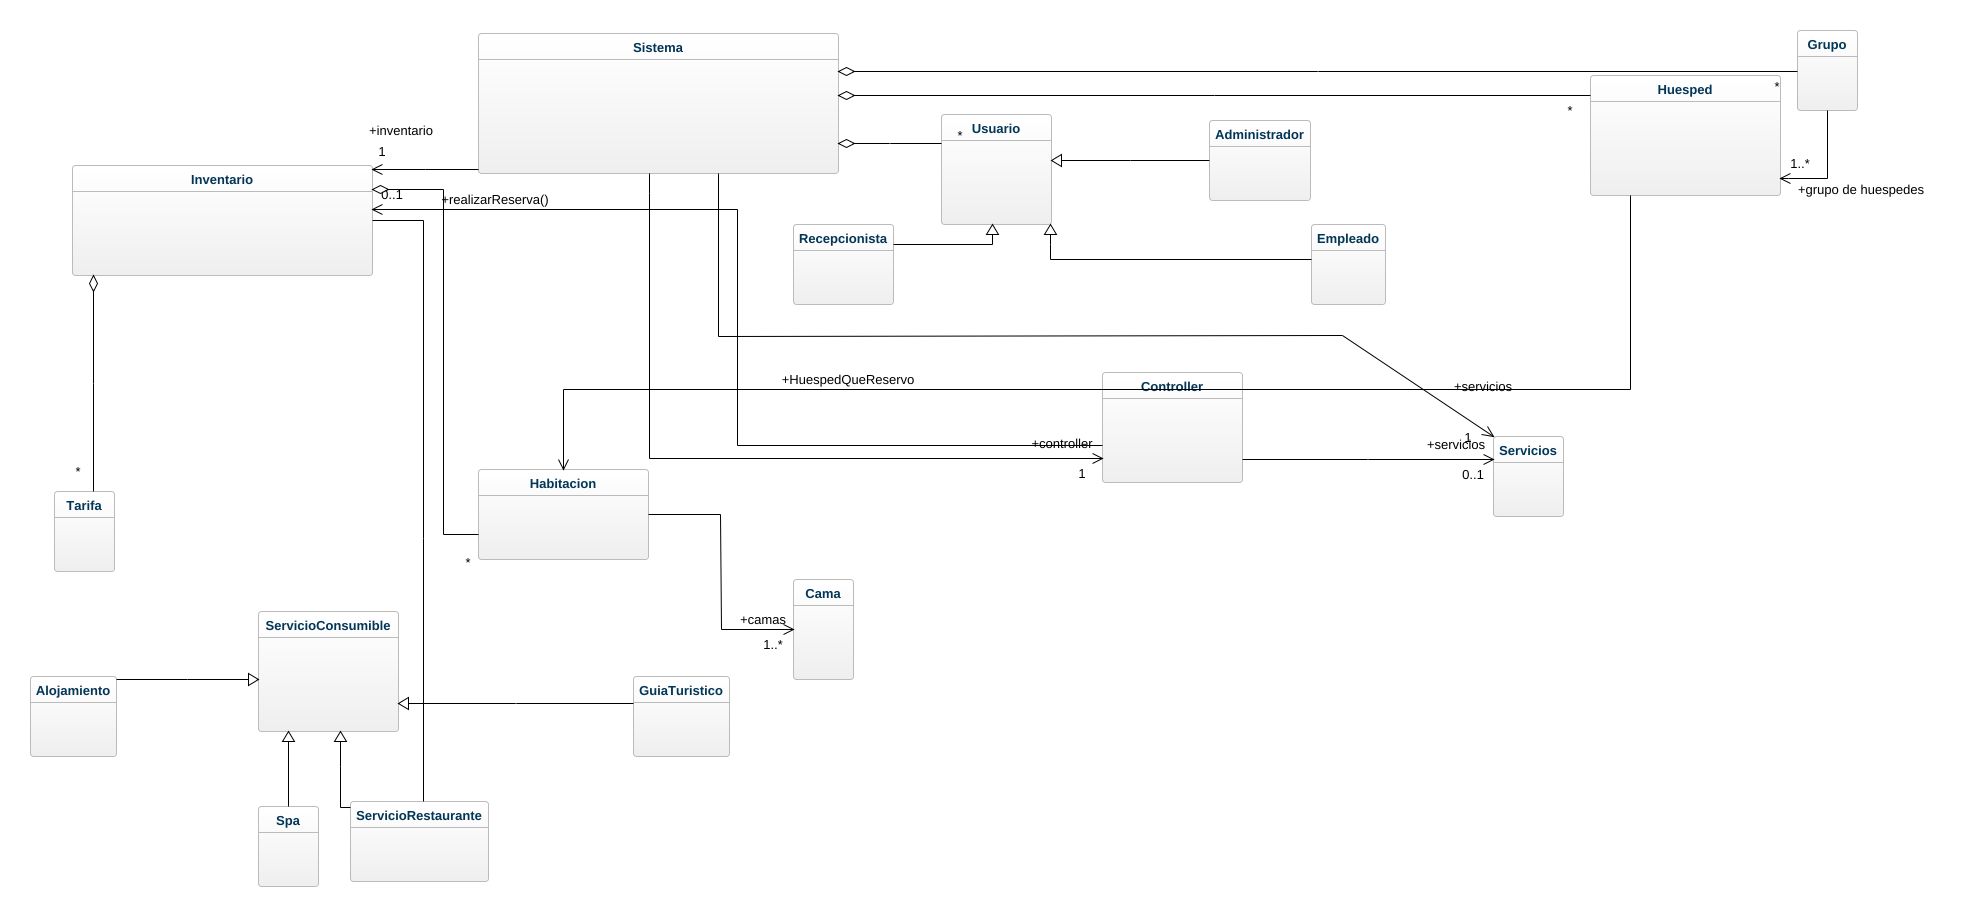 Sistema
Grupo
Huesped
*
*
Usuario
*
Administrador
+inventario
1
Inventario
0..1
+realizarReserva()
1..*
+grupo de huespedes
Recepcionista
Empleado
+HuespedQueReservo
Controller
+servicios
+controller
1
1
+servicios
0..1
Servicios
*
Tarifa
Habitacion
*
Cama
+camas
1..*
ServicioConsumible
Alojamiento
GuiaTuristico
Spa
ServicioRestaurante